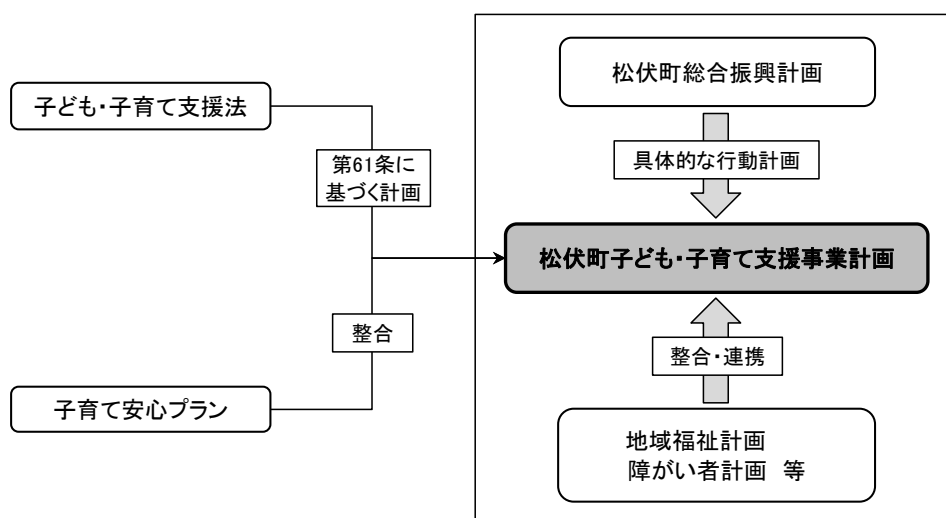 子ども・子育て支援法
第61条に
基づく計画
整合
子育て安心プラン
松伏町総合振興計画
具体的な行動計画
松伏町子ども・子育て支援事業計画
整合・連携
地域福祉計画
障がい者計画 等